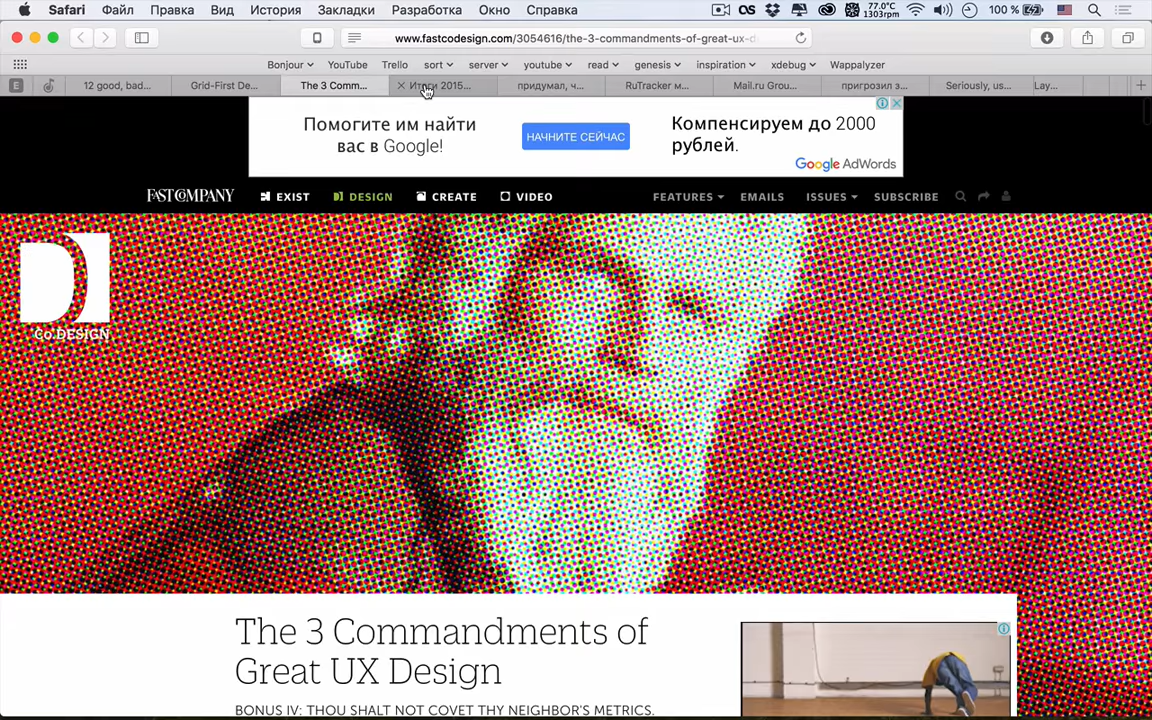 Safari Файл Правка Вид История Закладки Разработка Окно Справка 77.0°C 1303rpm 100 %
www.fastcodesign.com/3054616/the-3-commandments-of-great-ux-d
Bonjour YouTube Trello sort server youtube read genesis inspiration xdebug Wappalyzer
E 12 good, bad... Grid-First De... The 3 Comm... Итоги 2015... придумал, ч... RuTracker м... Mail.ru Grou... пригрозил з... Seriously, us... Lay...
Помогите им найти
вас в Google!
НАЧНИТЕ СЕЙЧАС
Компенсируем до 2000
рублей.
Google AdWords
FAST COMPANY EXIST DESIGN CREATE VIDEO FEATURES EMAILS ISSUES SUBSCRIBE
Co.DESIGN
The 3 Commandments of
Great UX Design
BONUS IV: THOU SHALT NOT COVET THY NEIGHBOR'S METRICS.